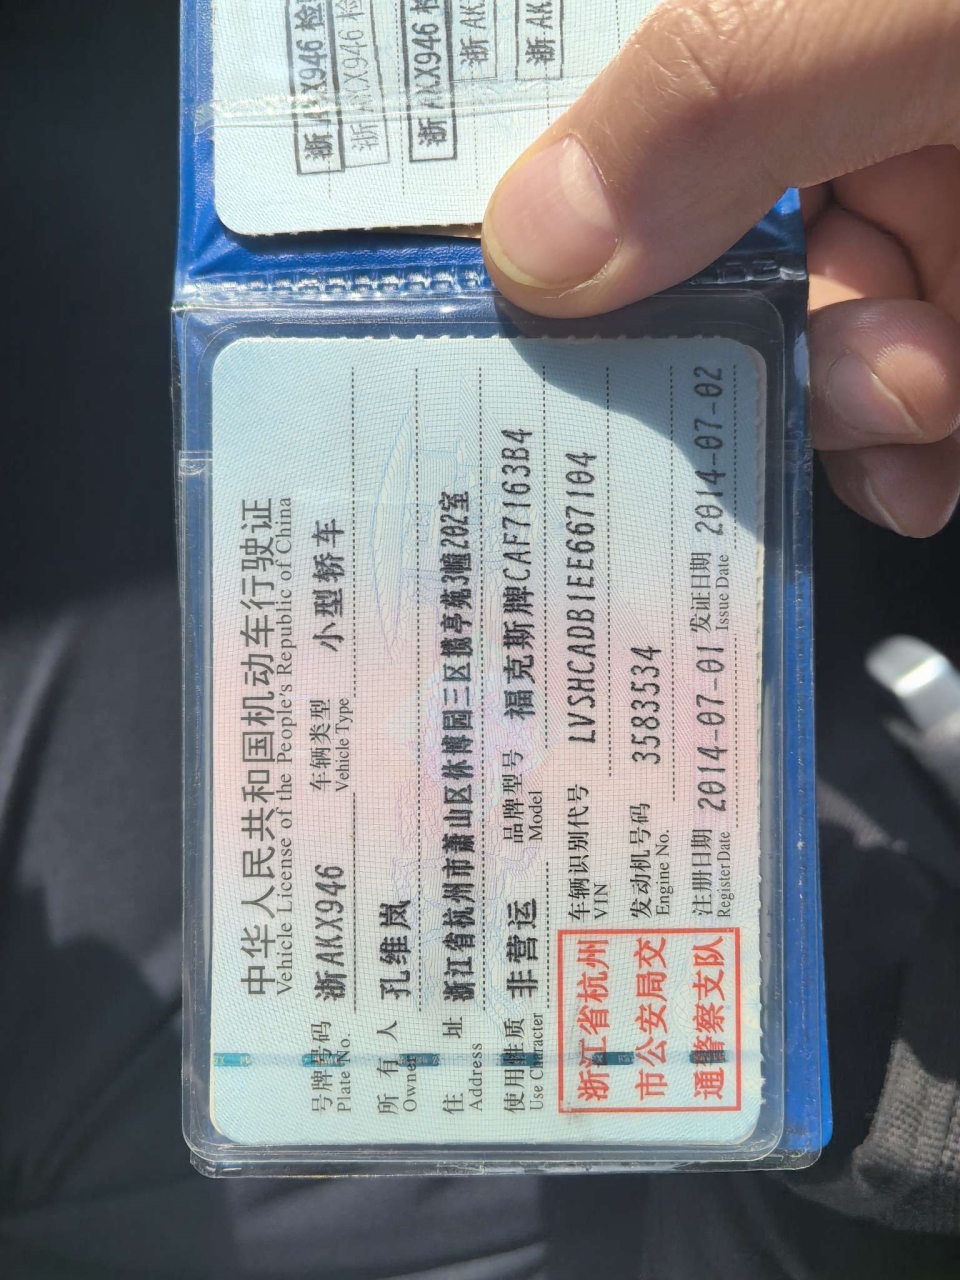 中华人民共和国机动车行驶证
Vehicle License of the People's Republic of China
号牌号码 浙AKX946 车辆类型 小型轿车
Plate No. Vehicle Type
所有人 孔维岚
Owner
住址 浙江省杭州市萧山区休博园三区揽亭苑3幢202室
Address
使用性质 非营运 品牌型号 福克斯牌CAF7163B4
Use Character Model
浙江省杭州
市公安局交
通警察支队
车辆识别代号 LVSHCADB1EE667104
VIN
发动机号码 3583534
Engine No.
注册日期 2014-07-01 发证日期 2014-07-02
Register Date Issue Date
浙AKX946 检
浙AKX946 检
浙AKX946
浙AK
浙AK